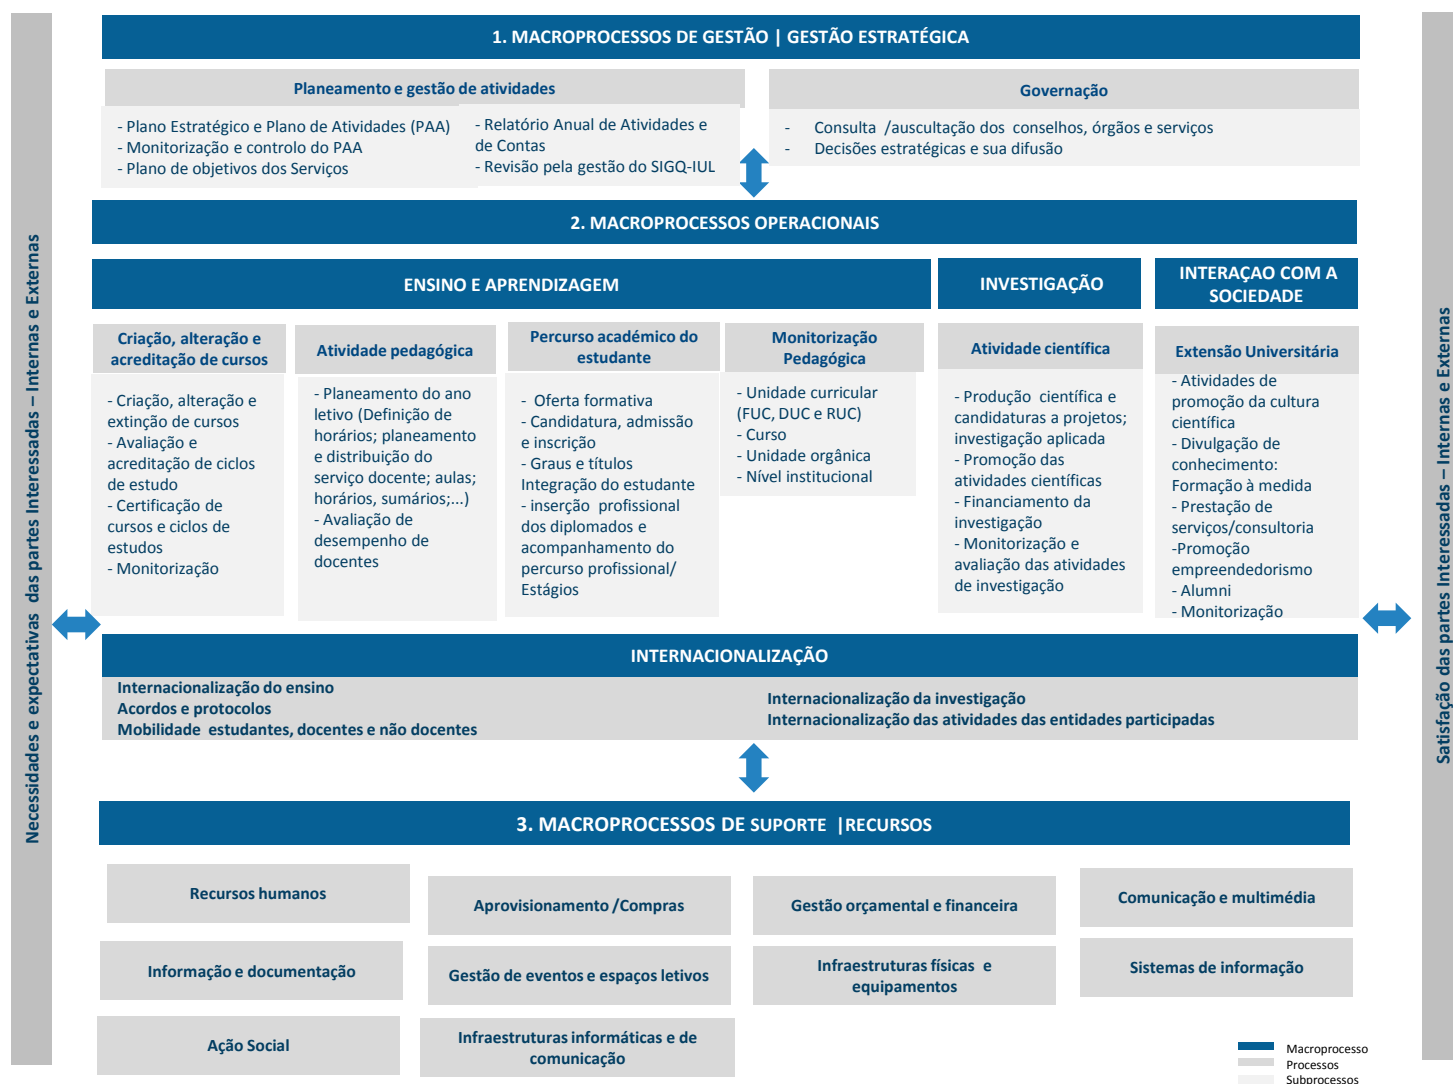 Necessidades e expectativas das partes Interessadas – Internas e Externas
1. MACROPROCESSOS DE GESTÃO | GESTÃO ESTRATÉGICA
Planeamento e gestão de atividades
- Plano Estratégico e Plano de Atividades (PAA)
- Monitorização e controlo do PAA
- Plano de objetivos dos Serviços
- Relatório Anual de Atividades e
de Contas
- Revisão pela gestão do SIGQ-IUL
Governação
- Consulta /auscultação dos conselhos, órgãos e serviços
- Decisões estratégicas e sua difusão
2. MACROPROCESSOS OPERACIONAIS
ENSINO E APRENDIZAGEM
Criação, alteração e
acreditação de cursos
- Criação, alteração e
extinção de cursos
- Avaliação e
acreditação de ciclos
de estudo
- Certificação de
cursos e ciclos de
estudos
- Monitorização
Atividade pedagógica
- Planeamento do ano
letivo (Definição de
horários; planeamento
e distribuição do
serviço docente; aulas;
horários, sumários;...)
- Avaliação de
desempenho de
docentes
Percurso académico do
estudante
- Oferta formativa
- Candidatura, admissão
e inscrição
- Graus e títulos
Integração do estudante
- inserção profissional
dos diplomados e
acompanhamento do
percurso profissional/
Estágios
Monitorização
Pedagógica
- Unidade curricular
(FUC, DUC e RUC)
- Curso
- Unidade orgânica
- Nível institucional
INVESTIGAÇÃO
Atividade científica
- Produção científica e
candidaturas a projetos;
investigação aplicada
- Promoção das
atividades científicas
- Financiamento da
investigação
- Monitorização e
avaliação das atividades
de investigação
INTERAÇAO COM A
SOCIEDADE
Extensão Universitária
- Atividades de
promoção da cultura
científica
- Divulgação de
conhecimento:
Formação à medida
- Prestação de
serviços/consultoria
-Promoção
empreendedorismo
- Alumni
- Monitorização
INTERNACIONALIZAÇÃO
Internacionalização do ensino
Acordos e protocolos
Mobilidade estudantes, docentes e não docentes
Internacionalização da investigação
Internacionalização das atividades das entidades participadas
3. MACROPROCESSOS DE SUPORTE |RECURSOS
Recursos humanos
Aprovisionamento /Compras
Gestão orçamental e financeira
Comunicação e multimédia
Informação e documentação
Gestão de eventos e espaços letivos
Infraestruturas físicas e
equipamentos
Sistemas de informação
Ação Social
Infraestruturas informáticas e de
comunicação
Macroprocesso
Processos
Subprocessos
Satisfação das partes Interessadas – Internas e Externas